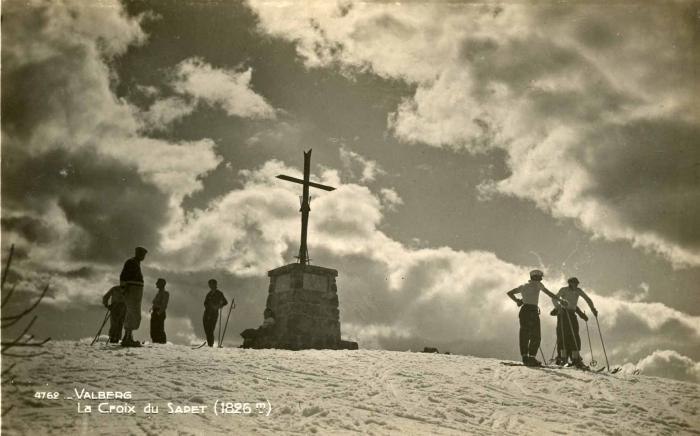 4762 _ VALBERG
La Croix du SAPET (1826 m)